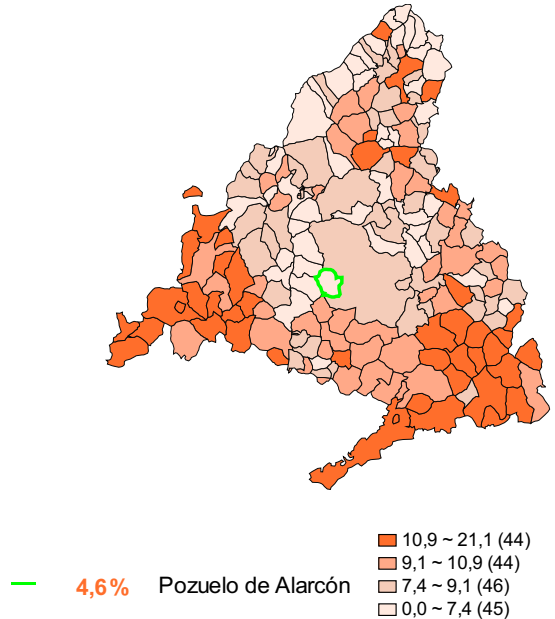 10,9 ~ 21,1 (44)
9,1 ~ 10,9 (44)
7,4 ~ 9,1 (46)
0,0 ~ 7,4 (45)
4,6% Pozuelo de Alarcón